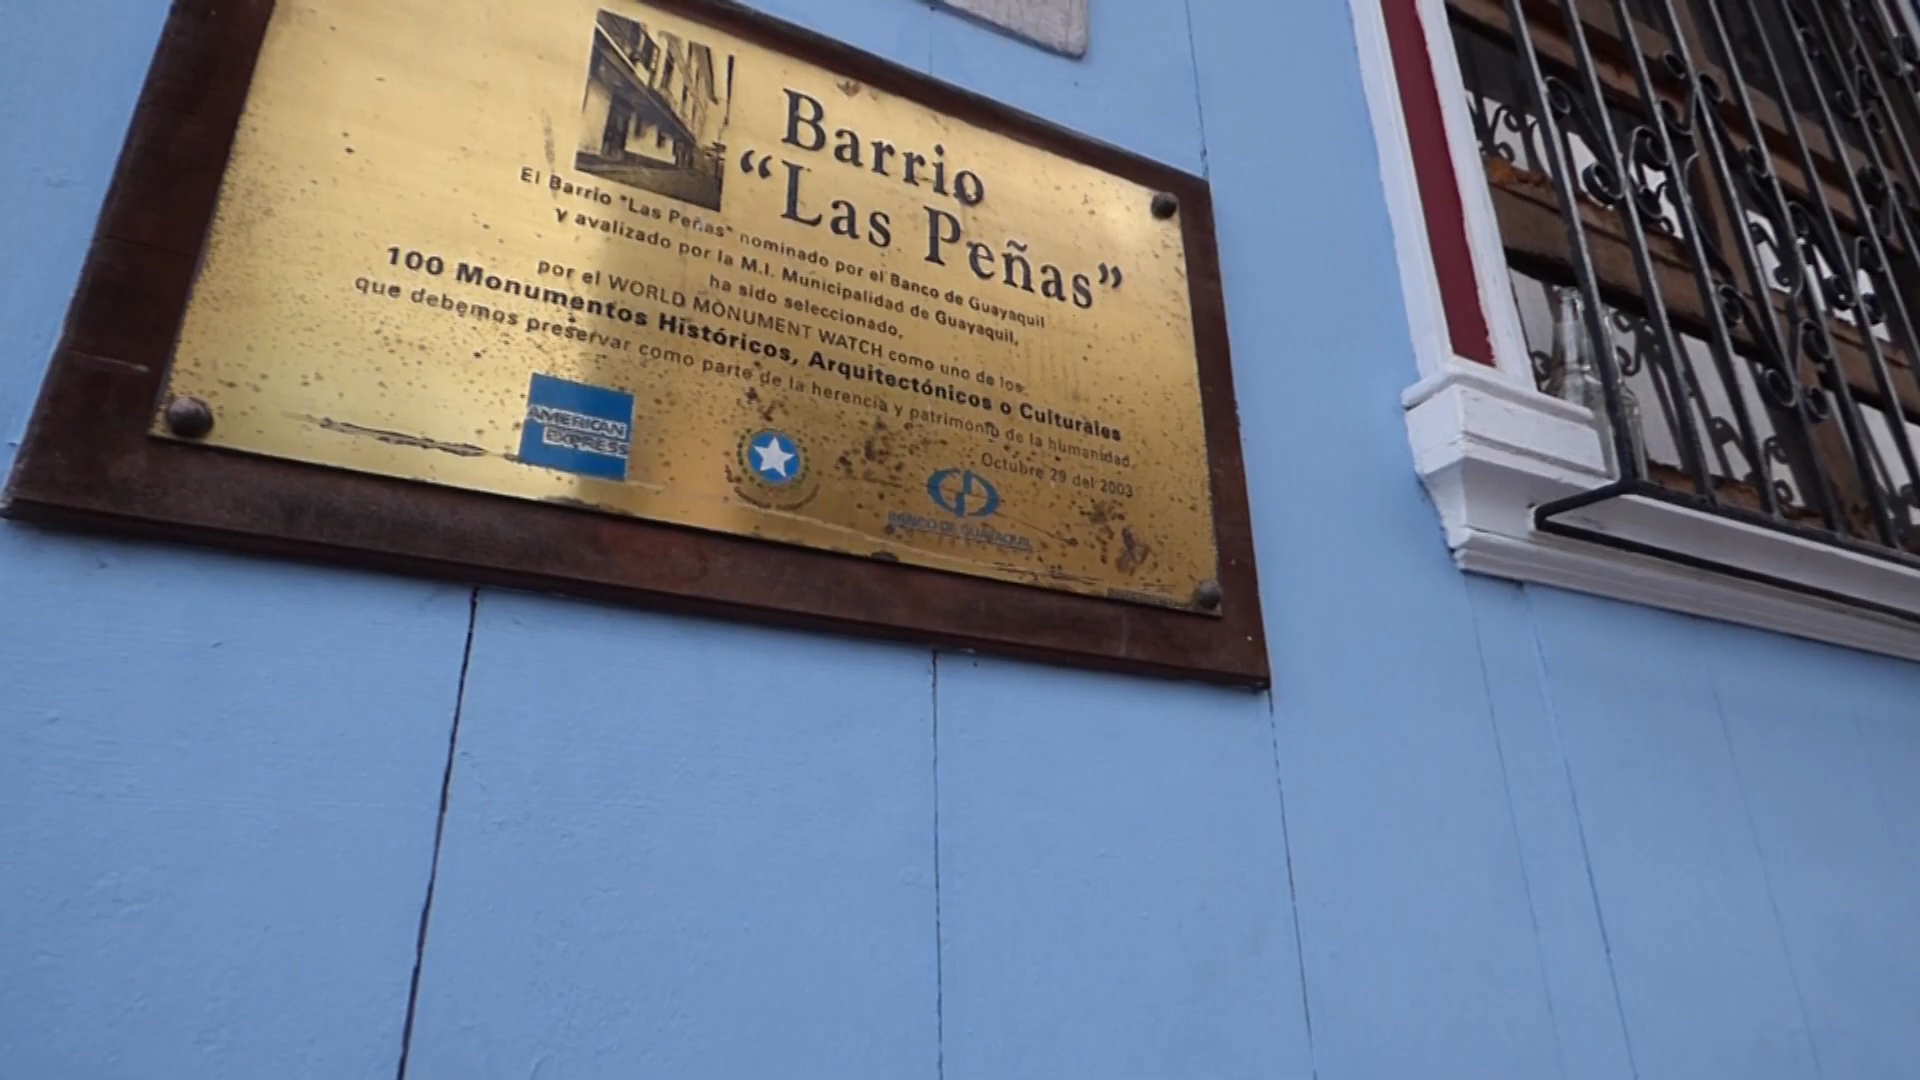 Barrio
“Las Peñas”
El Barrio "Las Peñas" nominado por el Banco de Guayaquil
y avalizado por la M.I. Municipalidad de Guayaquil,
ha sido seleccionado,
por el WORLD MONUMENT WATCH como uno de los
100 Monumentos Históricos, Arquitectónicos o Culturales
que debemos preservar como parte de la herencia y patrimonio de la humanidad.
Octubre 29 del 2003
AMERICAN
EXPRESS
BANCO DE GUAYAQUIL